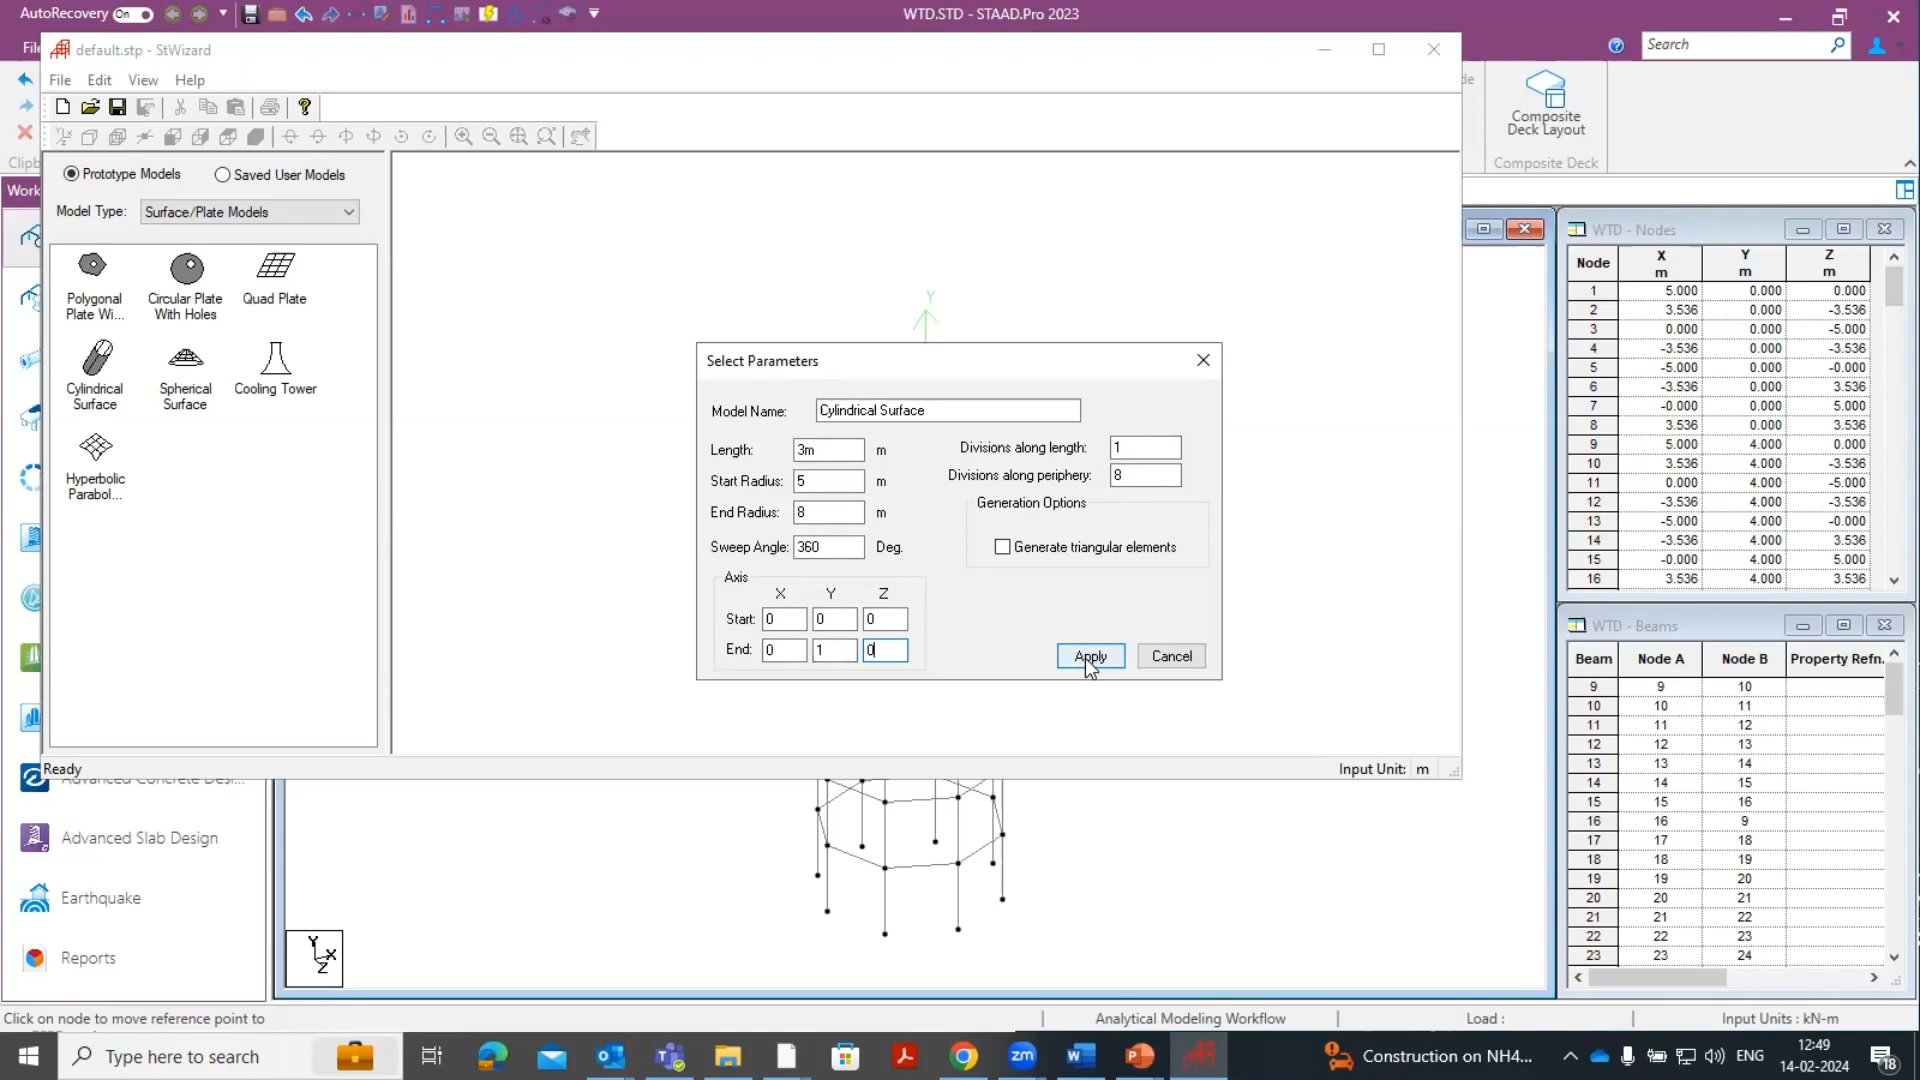 AutoRecovery On
WTD.STD - STAAD.Pro 2023
Search
default.stp - StWizard
File Edit View Help
Composite
Deck Layout
Composite Deck
Prototype Models Saved User Models
Model Type: Surface/Plate Models
Polygonal
Plate Wi...
Circular Plate
With Holes
Quad Plate
Cylindrical
Surface
Spherical
Surface
Cooling Tower
Hyperbolic
Parabol...
Y
Select Parameters
Model Name: Cylindrical Surface
Length: 3m m
Divisions along length: 1
Start Radius: 5 m
Divisions along periphery: 8
End Radius: 8 m
Generation Options
Sweep Angle: 360 Deg.
Generate triangular elements
Axis
X Y Z
Start: 0 0 0
End: 0 1 0
Apply Cancel
Ready
Input Unit: m
WTD - Nodes
Node X m Y m Z m
1 5.000 0.000 0.000
2 3.536 0.000 -3.536
3 0.000 0.000 -5.000
4 -3.536 0.000 -3.536
5 -5.000 0.000 -0.000
6 -3.536 0.000 3.536
7 -0.000 0.000 5.000
8 3.536 0.000 3.536
9 5.000 4.000 0.000
10 3.536 4.000 -3.536
11 0.000 4.000 -5.000
12 -3.536 4.000 -3.536
13 -5.000 4.000 -0.000
14 -3.536 4.000 3.536
15 -0.000 4.000 5.000
16 3.536 4.000 3.536
WTD - Beams
Beam Node A Node B Property Refn.
9 9 10
10 10 11
11 11 12
12 12 13
13 13 14
14 14 15
15 15 16
16 16 9
17 17 18
18 18 19
19 19 20
20 20 21
21 21 22
22 22 23
23 23 24
Advanced Slab Design
Earthquake
Reports
Y
X
Z
Click on node to move reference point to
Analytical Modeling Workflow
Load :
Input Units : kN-m
Type here to search
Construction on NH4...
ENG
12:49
14-02-2024
18